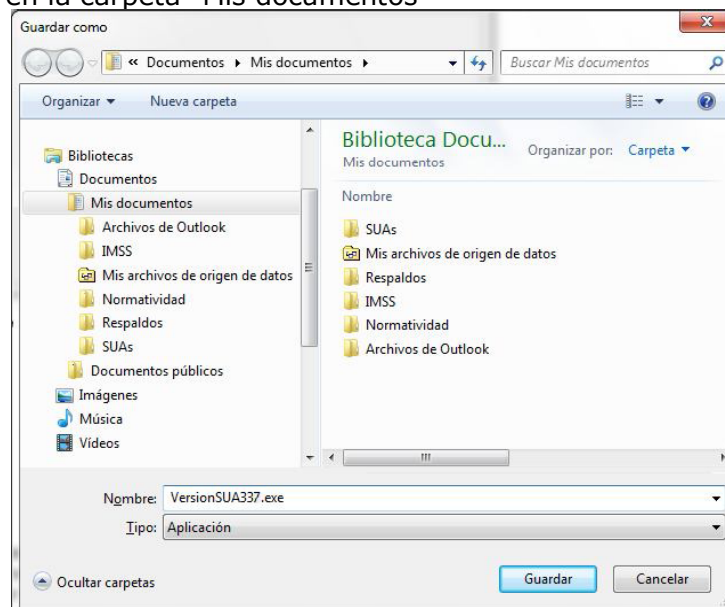 en la carpeta "Mis documentos"
Guardar como
« Documentos Mis documentos
Buscar Mis documentos
Organizar
Nueva carpeta
Bibliotecas
Documentos
Mis documentos
Archivos de Outlook
IMSS
Mis archivos de origen de datos
Normatividad
Respaldos
SUAs
Documentos públicos
Imágenes
Música
Vídeos
Biblioteca Docu...
Mis documentos
Organizar por: Carpeta
Nombre
SUAs
Mis archivos de origen de datos
Respaldos
IMSS
Normatividad
Archivos de Outlook
Nombre: VersionSUA337.exe
Tipo: Aplicación
Ocultar carpetas
Guardar
Cancelar